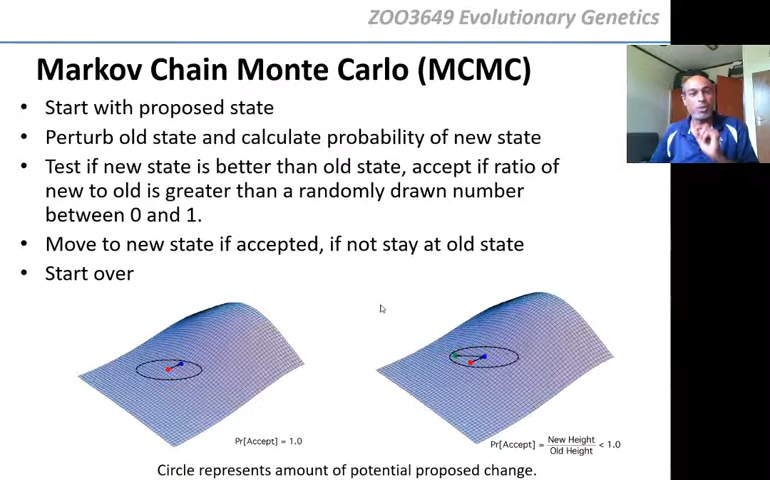 ZOO3649 Evolutionary Genetics
Markov Chain Monte Carlo (MCMC)
• Start with proposed state
• Perturb old state and calculate probability of new state
• Test if new state is better than old state, accept if ratio of
new to old is greater than a randomly drawn number
between 0 and 1.
• Move to new state if accepted, if not stay at old state
• Start over
Pr[Accept] = 1.0
Pr[Accept] = New Height / Old Height < 1.0
Circle represents amount of potential proposed change.